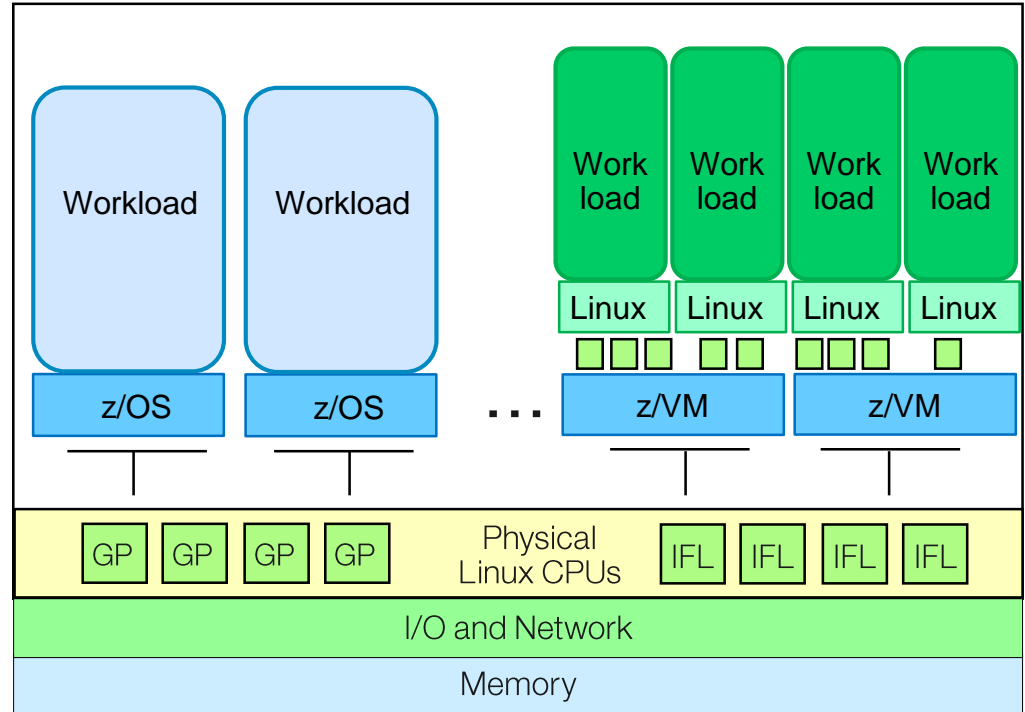 Workload
Workload
Work
load
Work
load
Work
load
Work
load
Linux
Linux
Linux
Linux
z/OS
z/OS
...
z/VM
z/VM
GP
GP
GP
GP
Physical
Linux CPUs
IFL
IFL
IFL
IFL
I/O and Network
Memory